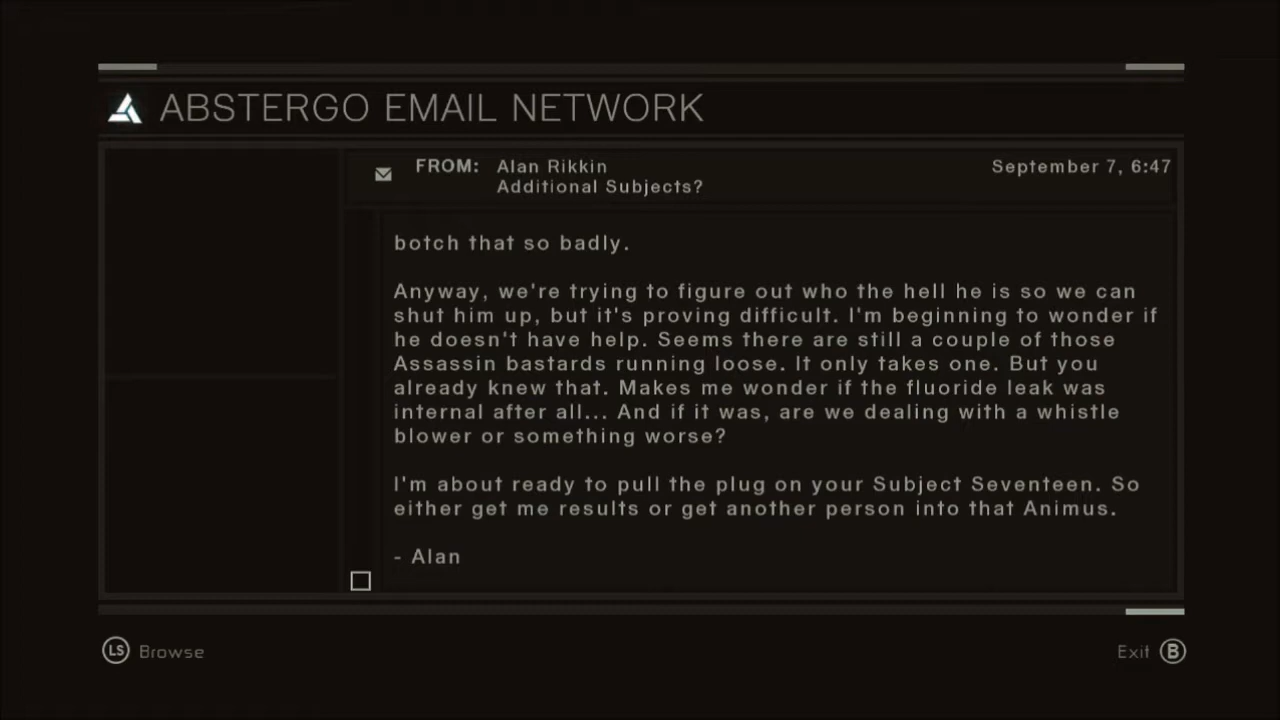 ABSTERGO EMAIL NETWORK
FROM: Alan Rikkin September 7, 6:47
Additional Subjects?
botch that so badly.
Anyway, we're trying to figure out who the hell he is so we can
shut him up, but it's proving difficult. I'm beginning to wonder if
he doesn't have help. Seems there are still a couple of those
Assassin bastards running loose. It only takes one. But you
already knew that. Makes me wonder if the fluoride leak was
internal after all... And if it was, are we dealing with a whistle
blower or something worse?
I'm about ready to pull the plug on your Subject Seventeen. So
either get me results or get another person into that Animus.
- Alan
LS Browse
Exit B